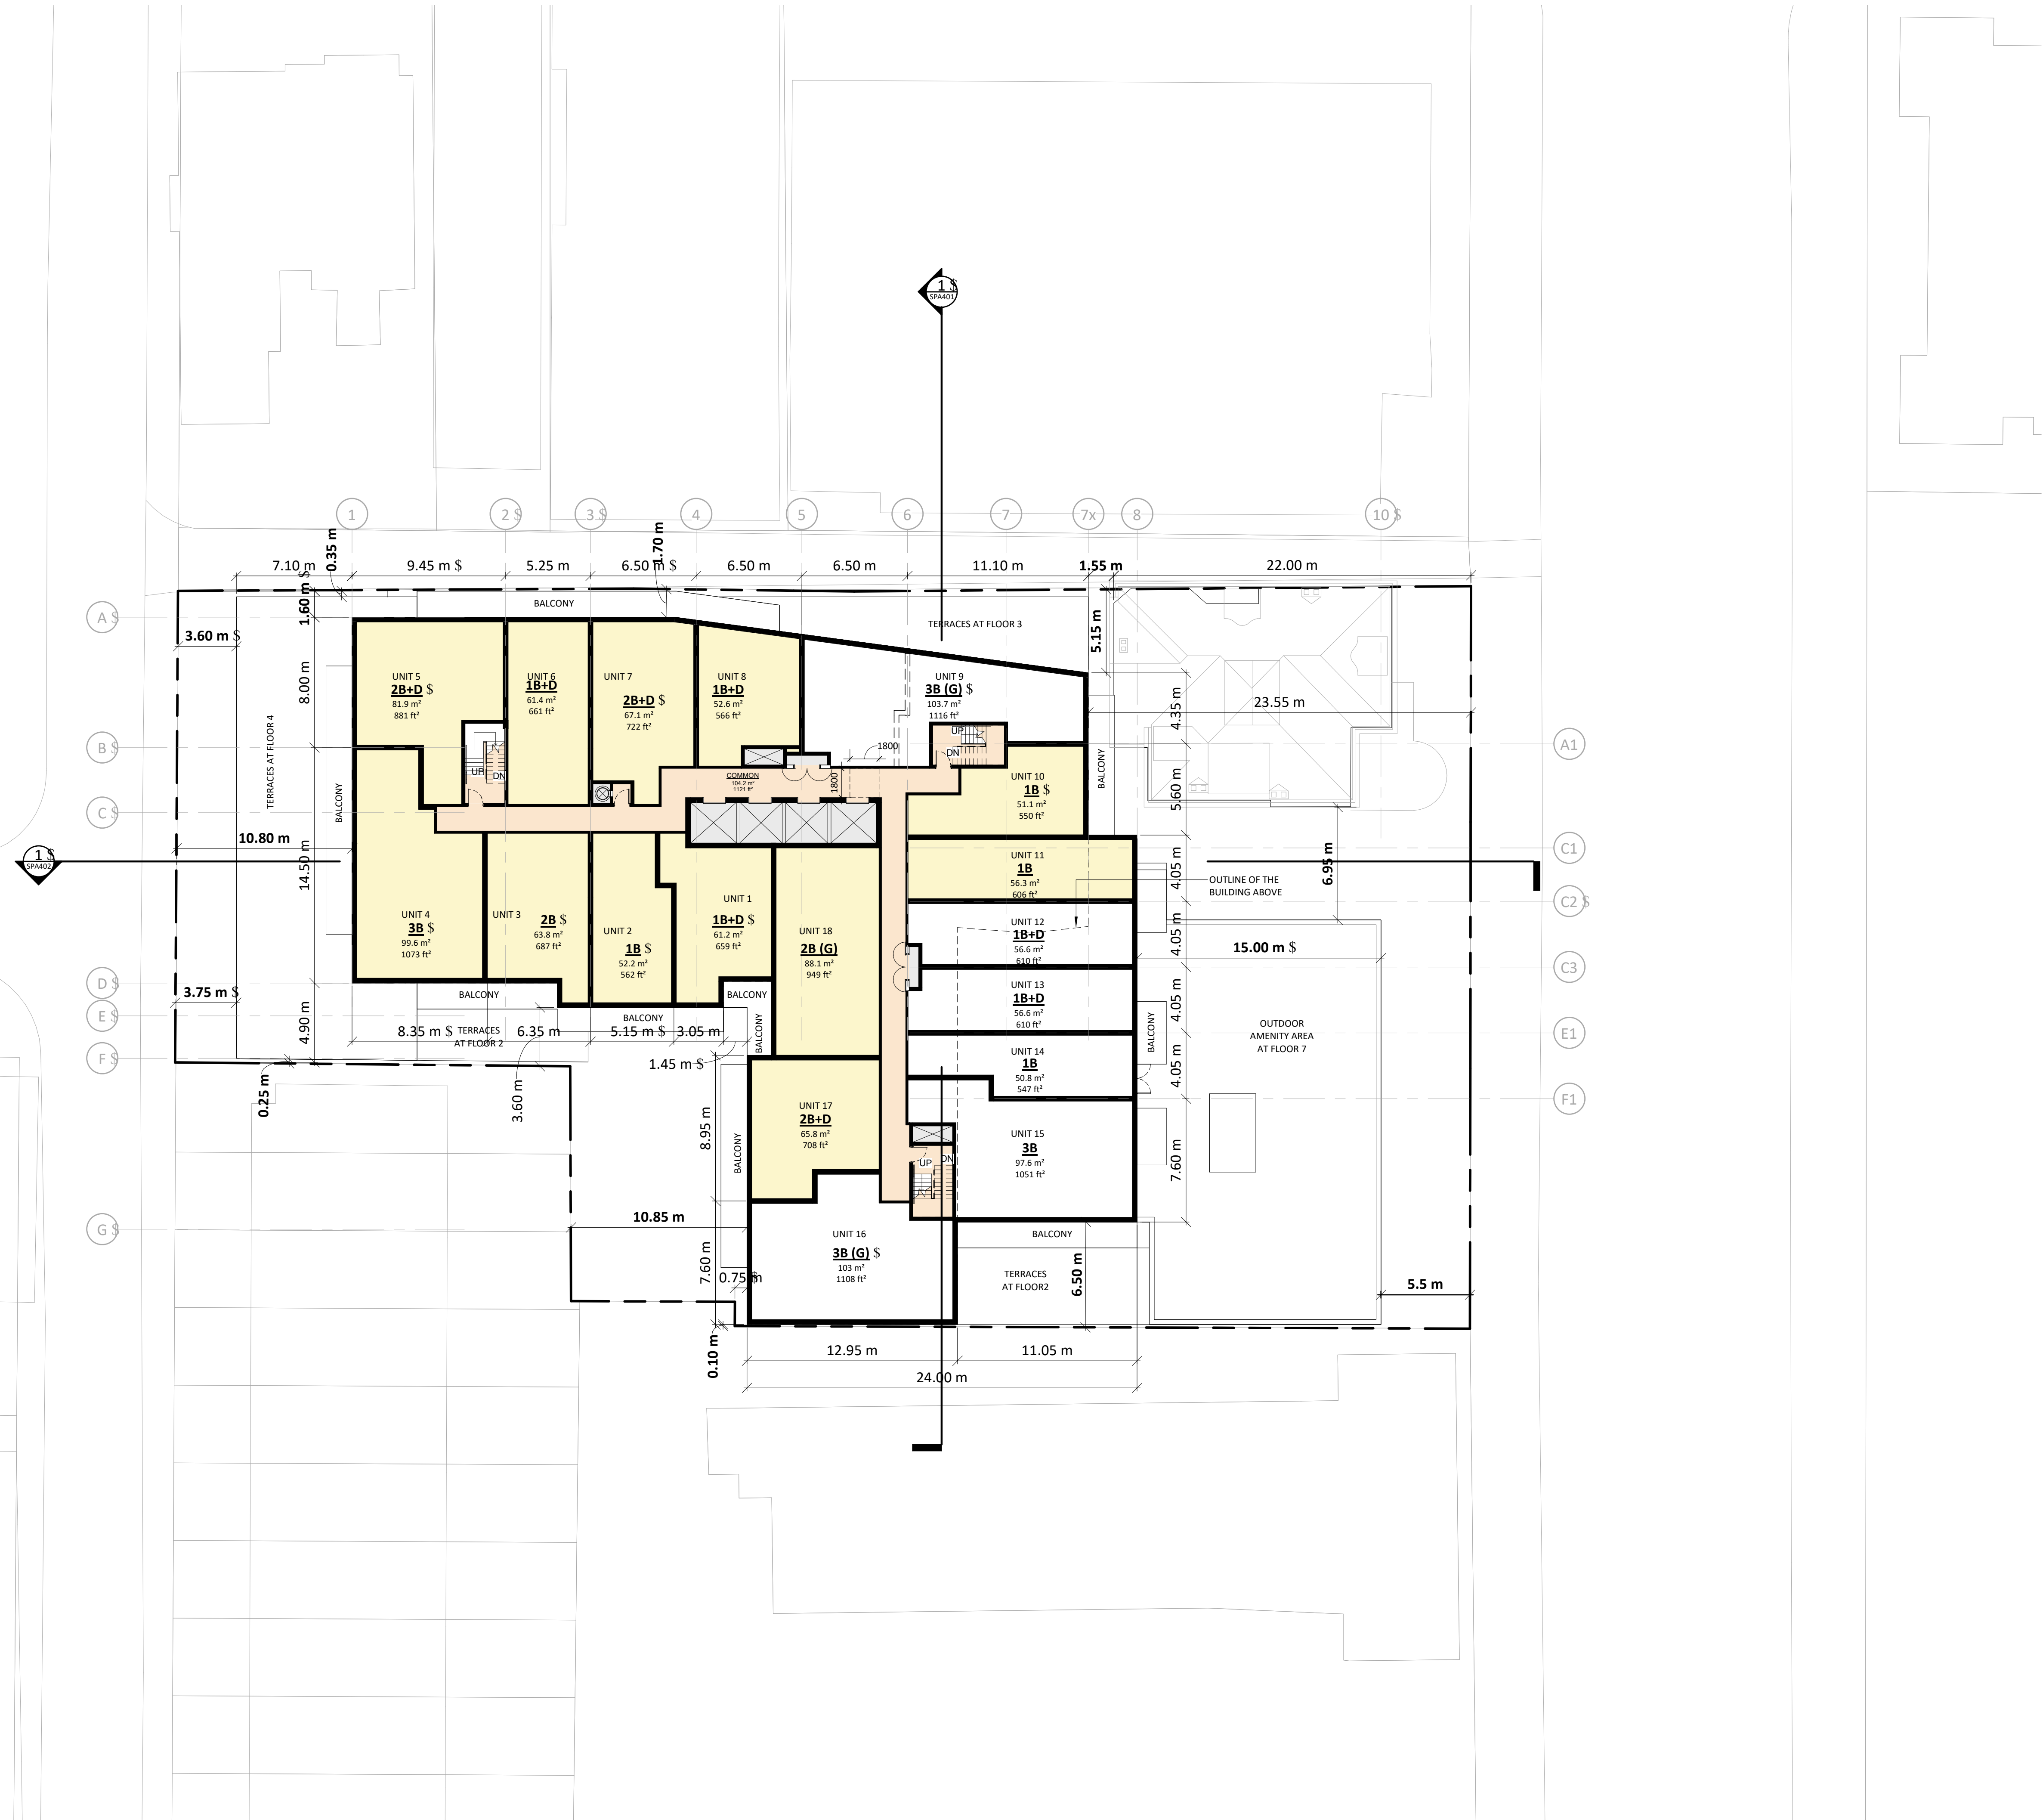 1 $
SPA401
1
2 $
3 $
4
5
6
7
7x
8
10 $
0.35 m
1.70 m
7.10 m
9.45 m $
5.25 m
6.50 m $
6.50 m
6.50 m
11.10 m
1.55 m
22.00 m
1.60 m $
BALCONY
A $
TERRACES AT FLOOR 3
5.15 m
3.60 m $
8.00 m
UNIT 5
2B+D $
81.9 m²
881 ft²
UNIT 6
1B+D
61.4 m²
661 ft²
UNIT 7
2B+D $
67.1 m²
722 ft²
UNIT 8
1B+D
52.6 m²
566 ft²
UNIT 9
3B (G) $
103.7 m²
1116 ft²
4.35 m
23.55 m
TERRACES AT FLOOR 4
B $
A1
UP
DN
UP
DN
1800
1800
COMMON
104.2 m²
1121 ft²
BALCONY
UNIT 10
1B $
51.1 m²
550 ft²
BALCONY
5.60 m
C $
10.80 m
14.50 m
1 $
SPA402
C1
UNIT 11
1B
56.3 m²
606 ft²
4.05 m
6.95 m
OUTLINE OF THE
BUILDING ABOVE
C2 $
UNIT 4
3B $
99.6 m²
1073 ft²
UNIT 3
2B $
63.8 m²
687 ft²
UNIT 2
1B $
52.2 m²
562 ft²
UNIT 1
1B+D $
61.2 m²
659 ft²
UNIT 18
2B (G)
88.1 m²
949 ft²
UNIT 12
1B+D
56.6 m²
610 ft²
4.05 m
15.00 m $
C3
D $
3.75 m $
BALCONY
BALCONY
UNIT 13
1B+D
56.6 m²
610 ft²
4.05 m
E $
4.90 m
BALCONY
BALCONY
BALCONY
8.35 m $
TERRACES
AT FLOOR 2
6.35 m
5.15 m $
3.05 m
OUTDOOR
AMENITY AREA
AT FLOOR 7
E1
F $
1.45 m $
UNIT 14
1B
50.8 m²
547 ft²
4.05 m
0.25 m
3.60 m
F1
8.95 m
BALCONY
UNIT 17
2B+D
65.8 m²
708 ft²
UNIT 15
3B
97.6 m²
1051 ft²
7.60 m
UP
DN
G $
10.85 m
UNIT 16
3B (G) $
103 m²
1108 ft²
BALCONY
7.60 m
0.75 m
$
TERRACES
AT FLOOR2
6.50 m
5.5 m
0.10 m
12.95 m
11.05 m
24.00 m